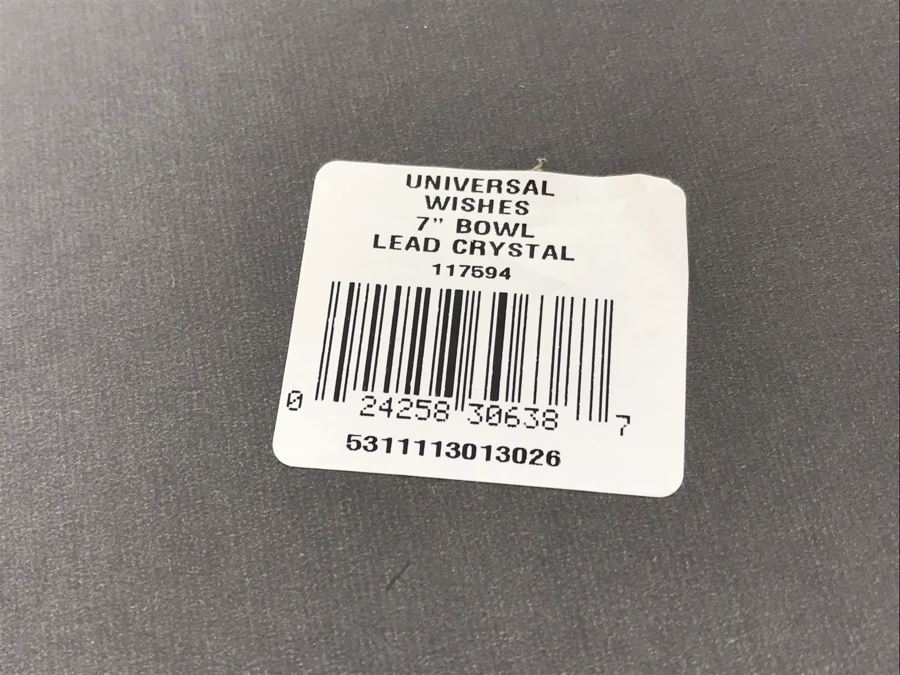 UNIVERSAL
WISHES
7" BOWL
LEAD CRYSTAL
117594
0 24258 30638 7
5311113013026